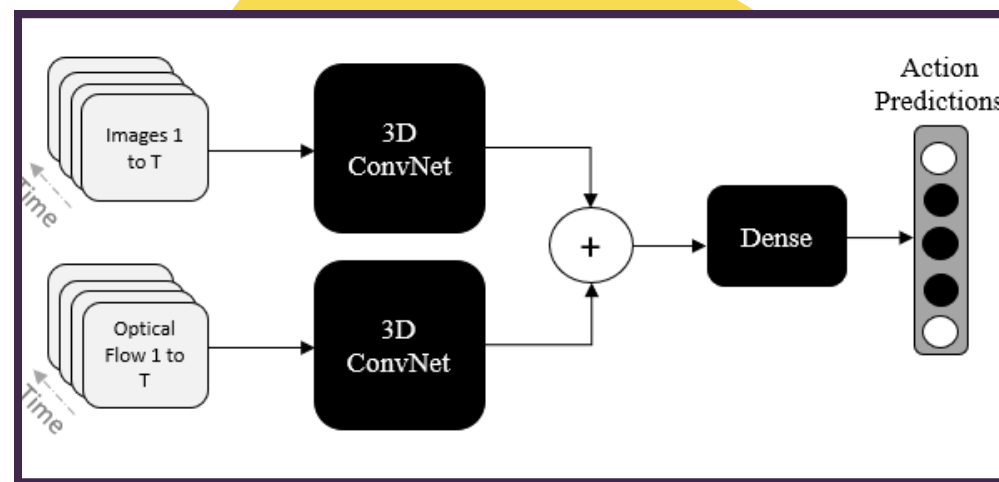 Images 1
to T
Time
3D
ConvNet
Optical
Flow 1 to
T
Time
3D
ConvNet
+
Dense
Action
Predictions